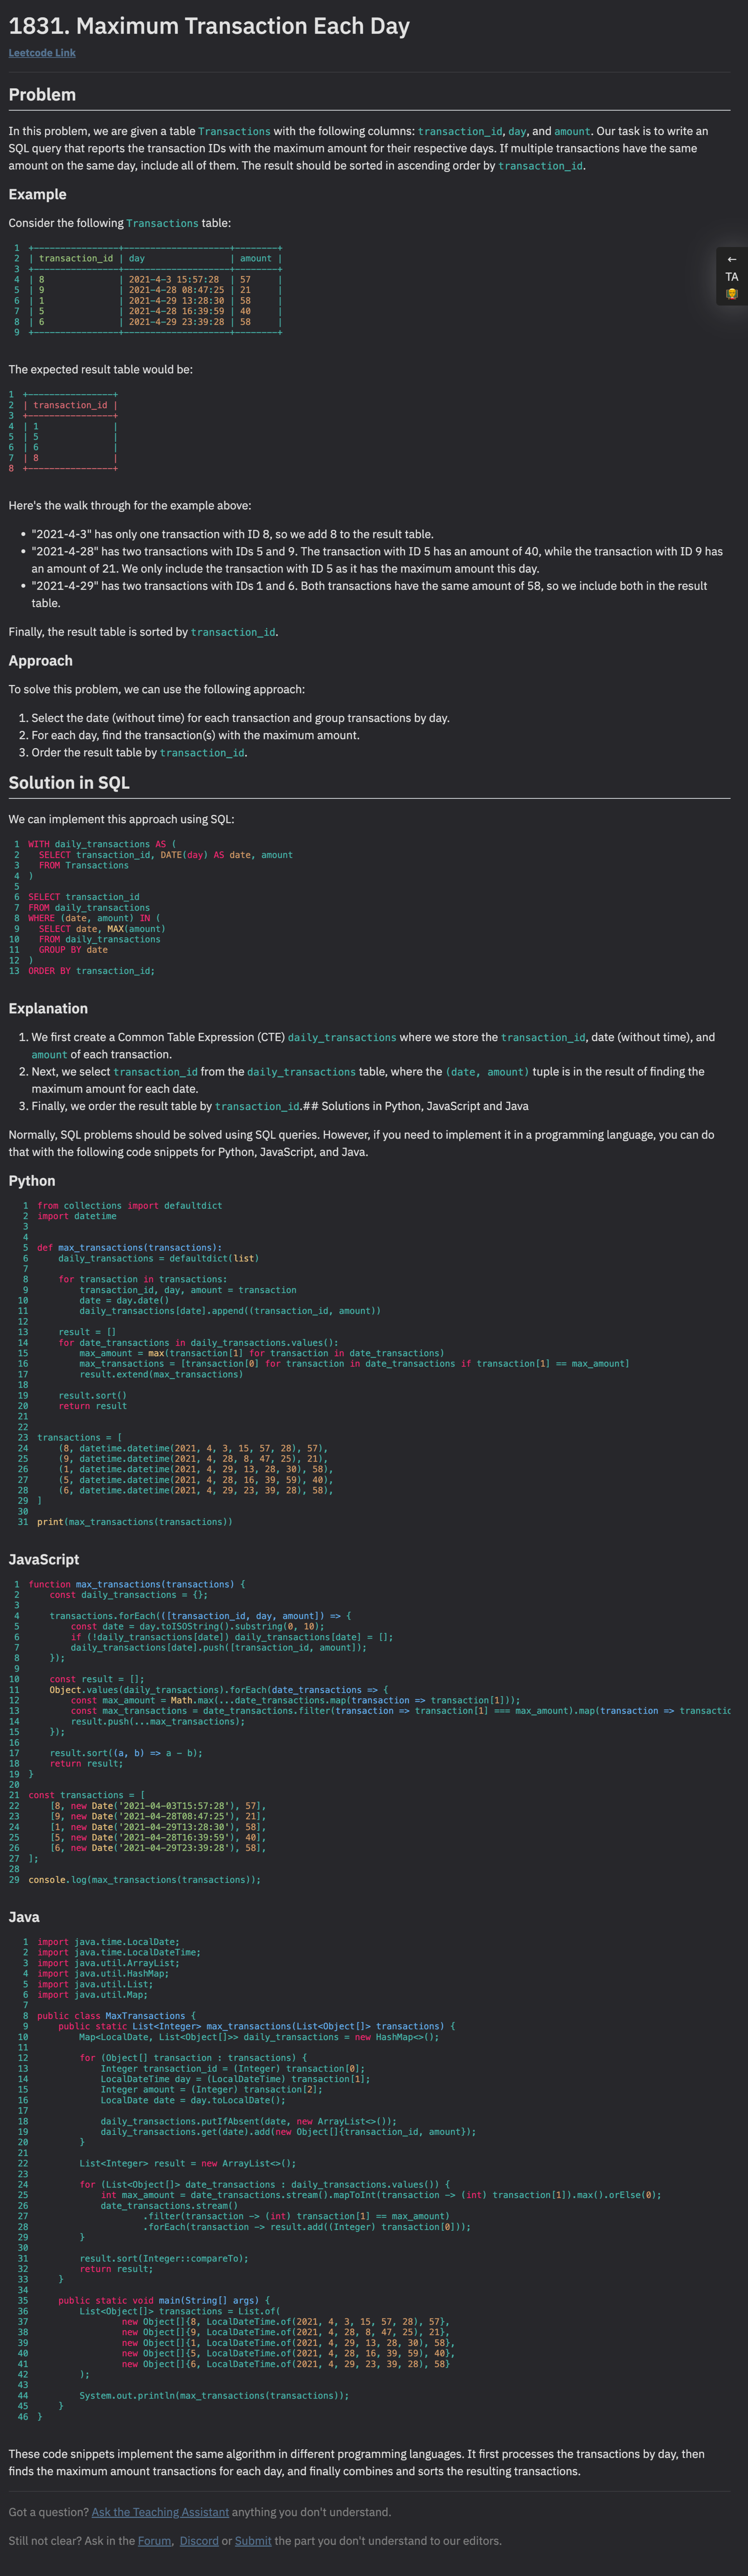 1831. Maximum Transaction Each Day
Leetcode Link
Problem
In this problem, we are given a table Transactions with the following columns: transaction_id, day, and amount. Our task is to write an
SQL query that reports the transaction IDs with the maximum amount for their respective days. If multiple transactions have the same
amount on the same day, include all of them. The result should be sorted in ascending order by transaction_id.
Example
Consider the following Transactions table:
1 +----------------+--------------------+--------+
2 | transaction_id | day                | amount |
3 +----------------+--------------------+--------+
4 | 8              | 2021-4-3 15:57:28  | 57     |
5 | 9              | 2021-4-28 08:47:25 | 21     |
6 | 1              | 2021-4-29 13:28:30 | 58     |
7 | 5              | 2021-4-28 16:39:59 | 40     |
8 | 6              | 2021-4-29 23:39:28 | 58     |
9 +----------------+--------------------+--------+
←
TA
The expected result table would be:
1 +----------------+
2 | transaction_id |
3 +----------------+
4 | 1              |
5 | 5              |
6 | 6              |
7 | 8              |
8 +----------------+
Here's the walk through for the example above:
• "2021-4-3" has only one transaction with ID 8, so we add 8 to the result table.
• "2021-4-28" has two transactions with IDs 5 and 9. The transaction with ID 5 has an amount of 40, while the transaction with ID 9 has
an amount of 21. We only include the transaction with ID 5 as it has the maximum amount this day.
• "2021-4-29" has two transactions with IDs 1 and 6. Both transactions have the same amount of 58, so we include both in the result
table.
Finally, the result table is sorted by transaction_id.
Approach
To solve this problem, we can use the following approach:
1. Select the date (without time) for each transaction and group transactions by day.
2. For each day, find the transaction(s) with the maximum amount.
3. Order the result table by transaction_id.
Solution in SQL
We can implement this approach using SQL:
1 WITH daily_transactions AS (
2   SELECT transaction_id, DATE(day) AS date, amount
3   FROM Transactions
4 )
5
6 SELECT transaction_id
7 FROM daily_transactions
8 WHERE (date, amount) IN (
9   SELECT date, MAX(amount)
10   FROM daily_transactions
11   GROUP BY date
12 )
13 ORDER BY transaction_id;
Explanation
1. We first create a Common Table Expression (CTE) daily_transactions where we store the transaction_id, date (without time), and
amount of each transaction.
2. Next, we select transaction_id from the daily_transactions table, where the (date, amount) tuple is in the result of finding the
maximum amount for each date.
3. Finally, we order the result table by transaction_id.## Solutions in Python, JavaScript and Java
Normally, SQL problems should be solved using SQL queries. However, if you need to implement it in a programming language, you can do
that with the following code snippets for Python, JavaScript, and Java.
Python
1 from collections import defaultdict
2 import datetime
3
4
5 def max_transactions(transactions):
6     daily_transactions = defaultdict(list)
7
8     for transaction in transactions:
9         transaction_id, day, amount = transaction
10         date = day.date()
11         daily_transactions[date].append((transaction_id, amount))
12
13     result = []
14     for date_transactions in daily_transactions.values():
15         max_amount = max(transaction[1] for transaction in date_transactions)
16         max_transactions = [transaction[0] for transaction in date_transactions if transaction[1] == max_amount]
17         result.extend(max_transactions)
18
19     result.sort()
20     return result
21
22
23 transactions = [
24     (8, datetime.datetime(2021, 4, 3, 15, 57, 28), 57),
25     (9, datetime.datetime(2021, 4, 28, 8, 47, 25), 21),
26     (1, datetime.datetime(2021, 4, 29, 13, 28, 30), 58),
27     (5, datetime.datetime(2021, 4, 28, 16, 39, 59), 40),
28     (6, datetime.datetime(2021, 4, 29, 23, 39, 28), 58),
29 ]
30
31 print(max_transactions(transactions))
JavaScript
1 function max_transactions(transactions) {
2     const daily_transactions = {};
3
4     transactions.forEach(([transaction_id, day, amount]) => {
5         const date = day.toISOString().substring(0, 10);
6         if (!daily_transactions[date]) daily_transactions[date] = [];
7         daily_transactions[date].push([transaction_id, amount]);
8     });
9
10     const result = [];
11     Object.values(daily_transactions).forEach(date_transactions => {
12         const max_amount = Math.max(...date_transactions.map(transaction => transaction[1]));
13         const max_transactions = date_transactions.filter(transaction => transaction[1] === max_amount).map(transaction => transactic
14         result.push(...max_transactions);
15     });
16
17     result.sort((a, b) => a - b);
18     return result;
19 }
20
21 const transactions = [
22     [8, new Date('2021-04-03T15:57:28'), 57],
23     [9, new Date('2021-04-28T08:47:25'), 21],
24     [1, new Date('2021-04-29T13:28:30'), 58],
25     [5, new Date('2021-04-28T16:39:59'), 40],
26     [6, new Date('2021-04-29T23:39:28'), 58],
27 ];
28
29 console.log(max_transactions(transactions));
Java
1 import java.time.LocalDate;
2 import java.time.LocalDateTime;
3 import java.util.ArrayList;
4 import java.util.HashMap;
5 import java.util.List;
6 import java.util.Map;
7
8 public class MaxTransactions {
9     public static List<Integer> max_transactions(List<Object[]> transactions) {
10         Map<LocalDate, List<Object[]>> daily_transactions = new HashMap<>();
11
12         for (Object[] transaction : transactions) {
13             Integer transaction_id = (Integer) transaction[0];
14             LocalDateTime day = (LocalDateTime) transaction[1];
15             Integer amount = (Integer) transaction[2];
16             LocalDate date = day.toLocalDate();
17
18             daily_transactions.putIfAbsent(date, new ArrayList<>());
19             daily_transactions.get(date).add(new Object[]{transaction_id, amount});
20         }
21
22         List<Integer> result = new ArrayList<>();
23
24         for (List<Object[]> date_transactions : daily_transactions.values()) {
25             int max_amount = date_transactions.stream().mapToInt(transaction -> (int) transaction[1]).max().orElse(0);
26             date_transactions.stream()
27                     .filter(transaction -> (int) transaction[1] == max_amount)
28                     .forEach(transaction -> result.add((Integer) transaction[0]));
29         }
30
31         result.sort(Integer::compareTo);
32         return result;
33     }
34
35     public static void main(String[] args) {
36         List<Object[]> transactions = List.of(
37                 new Object[]{8, LocalDateTime.of(2021, 4, 3, 15, 57, 28), 57},
38                 new Object[]{9, LocalDateTime.of(2021, 4, 28, 8, 47, 25), 21},
39                 new Object[]{1, LocalDateTime.of(2021, 4, 29, 13, 28, 30), 58},
40                 new Object[]{5, LocalDateTime.of(2021, 4, 28, 16, 39, 59), 40},
41                 new Object[]{6, LocalDateTime.of(2021, 4, 29, 23, 39, 28), 58}
42         );
43
44         System.out.println(max_transactions(transactions));
45     }
46 }
These code snippets implement the same algorithm in different programming languages. It first processes the transactions by day, then
finds the maximum amount transactions for each day, and finally combines and sorts the resulting transactions.
Got a question? Ask the Teaching Assistant anything you don't understand.
Still not clear? Ask in the Forum, Discord or Submit the part you don't understand to our editors.